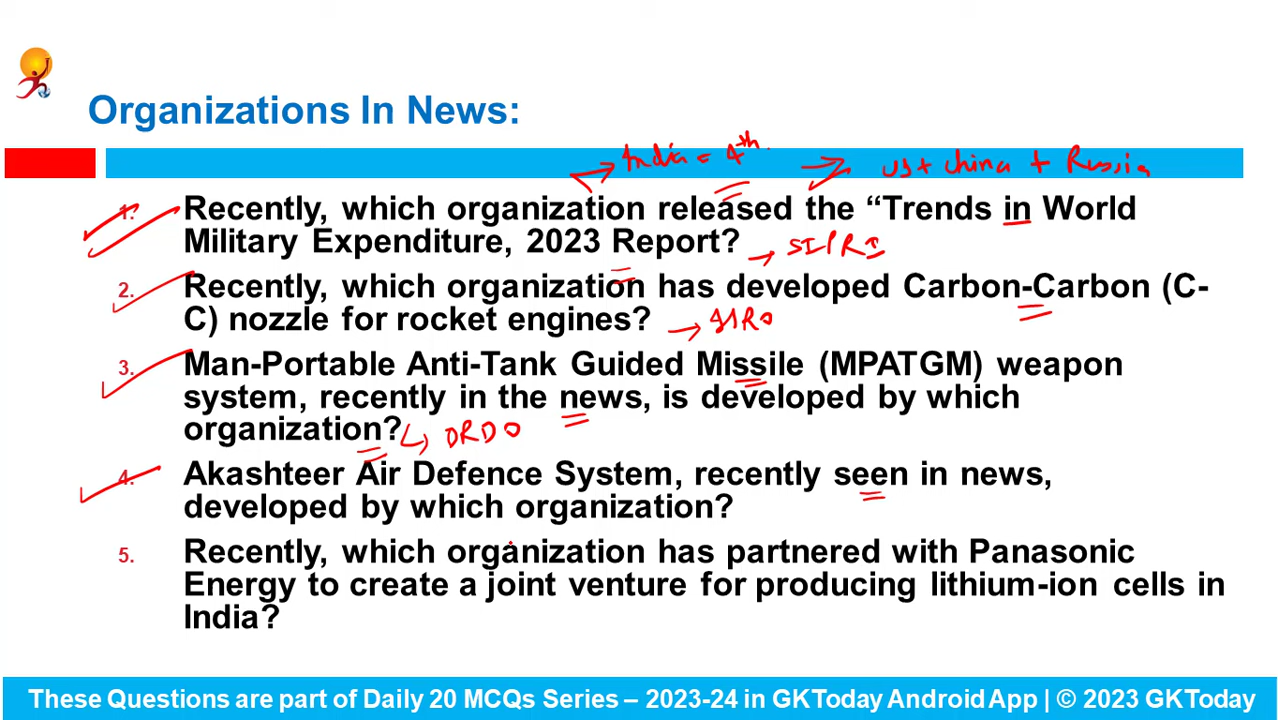 Organizations In News:
India = 4th. US + China + Russia
1. Recently, which organization released the “Trends in World
Military Expenditure, 2023 Report? → SIPRI
2. Recently, which organization has developed Carbon-Carbon (C-
C) nozzle for rocket engines? →
3. Man-Portable Anti-Tank Guided Missile (MPATGM) weapon
system, recently in the news, is developed by which
organization? DRDO
4. Akashteer Air Defence System, recently seen in news,
developed by which organization?
5. Recently, which organization has partnered with Panasonic
Energy to create a joint venture for producing lithium-ion cells in
India?
These Questions are part of Daily 20 MCQs Series – 2023-24 in GKToday Android App | © 2023 GKToday